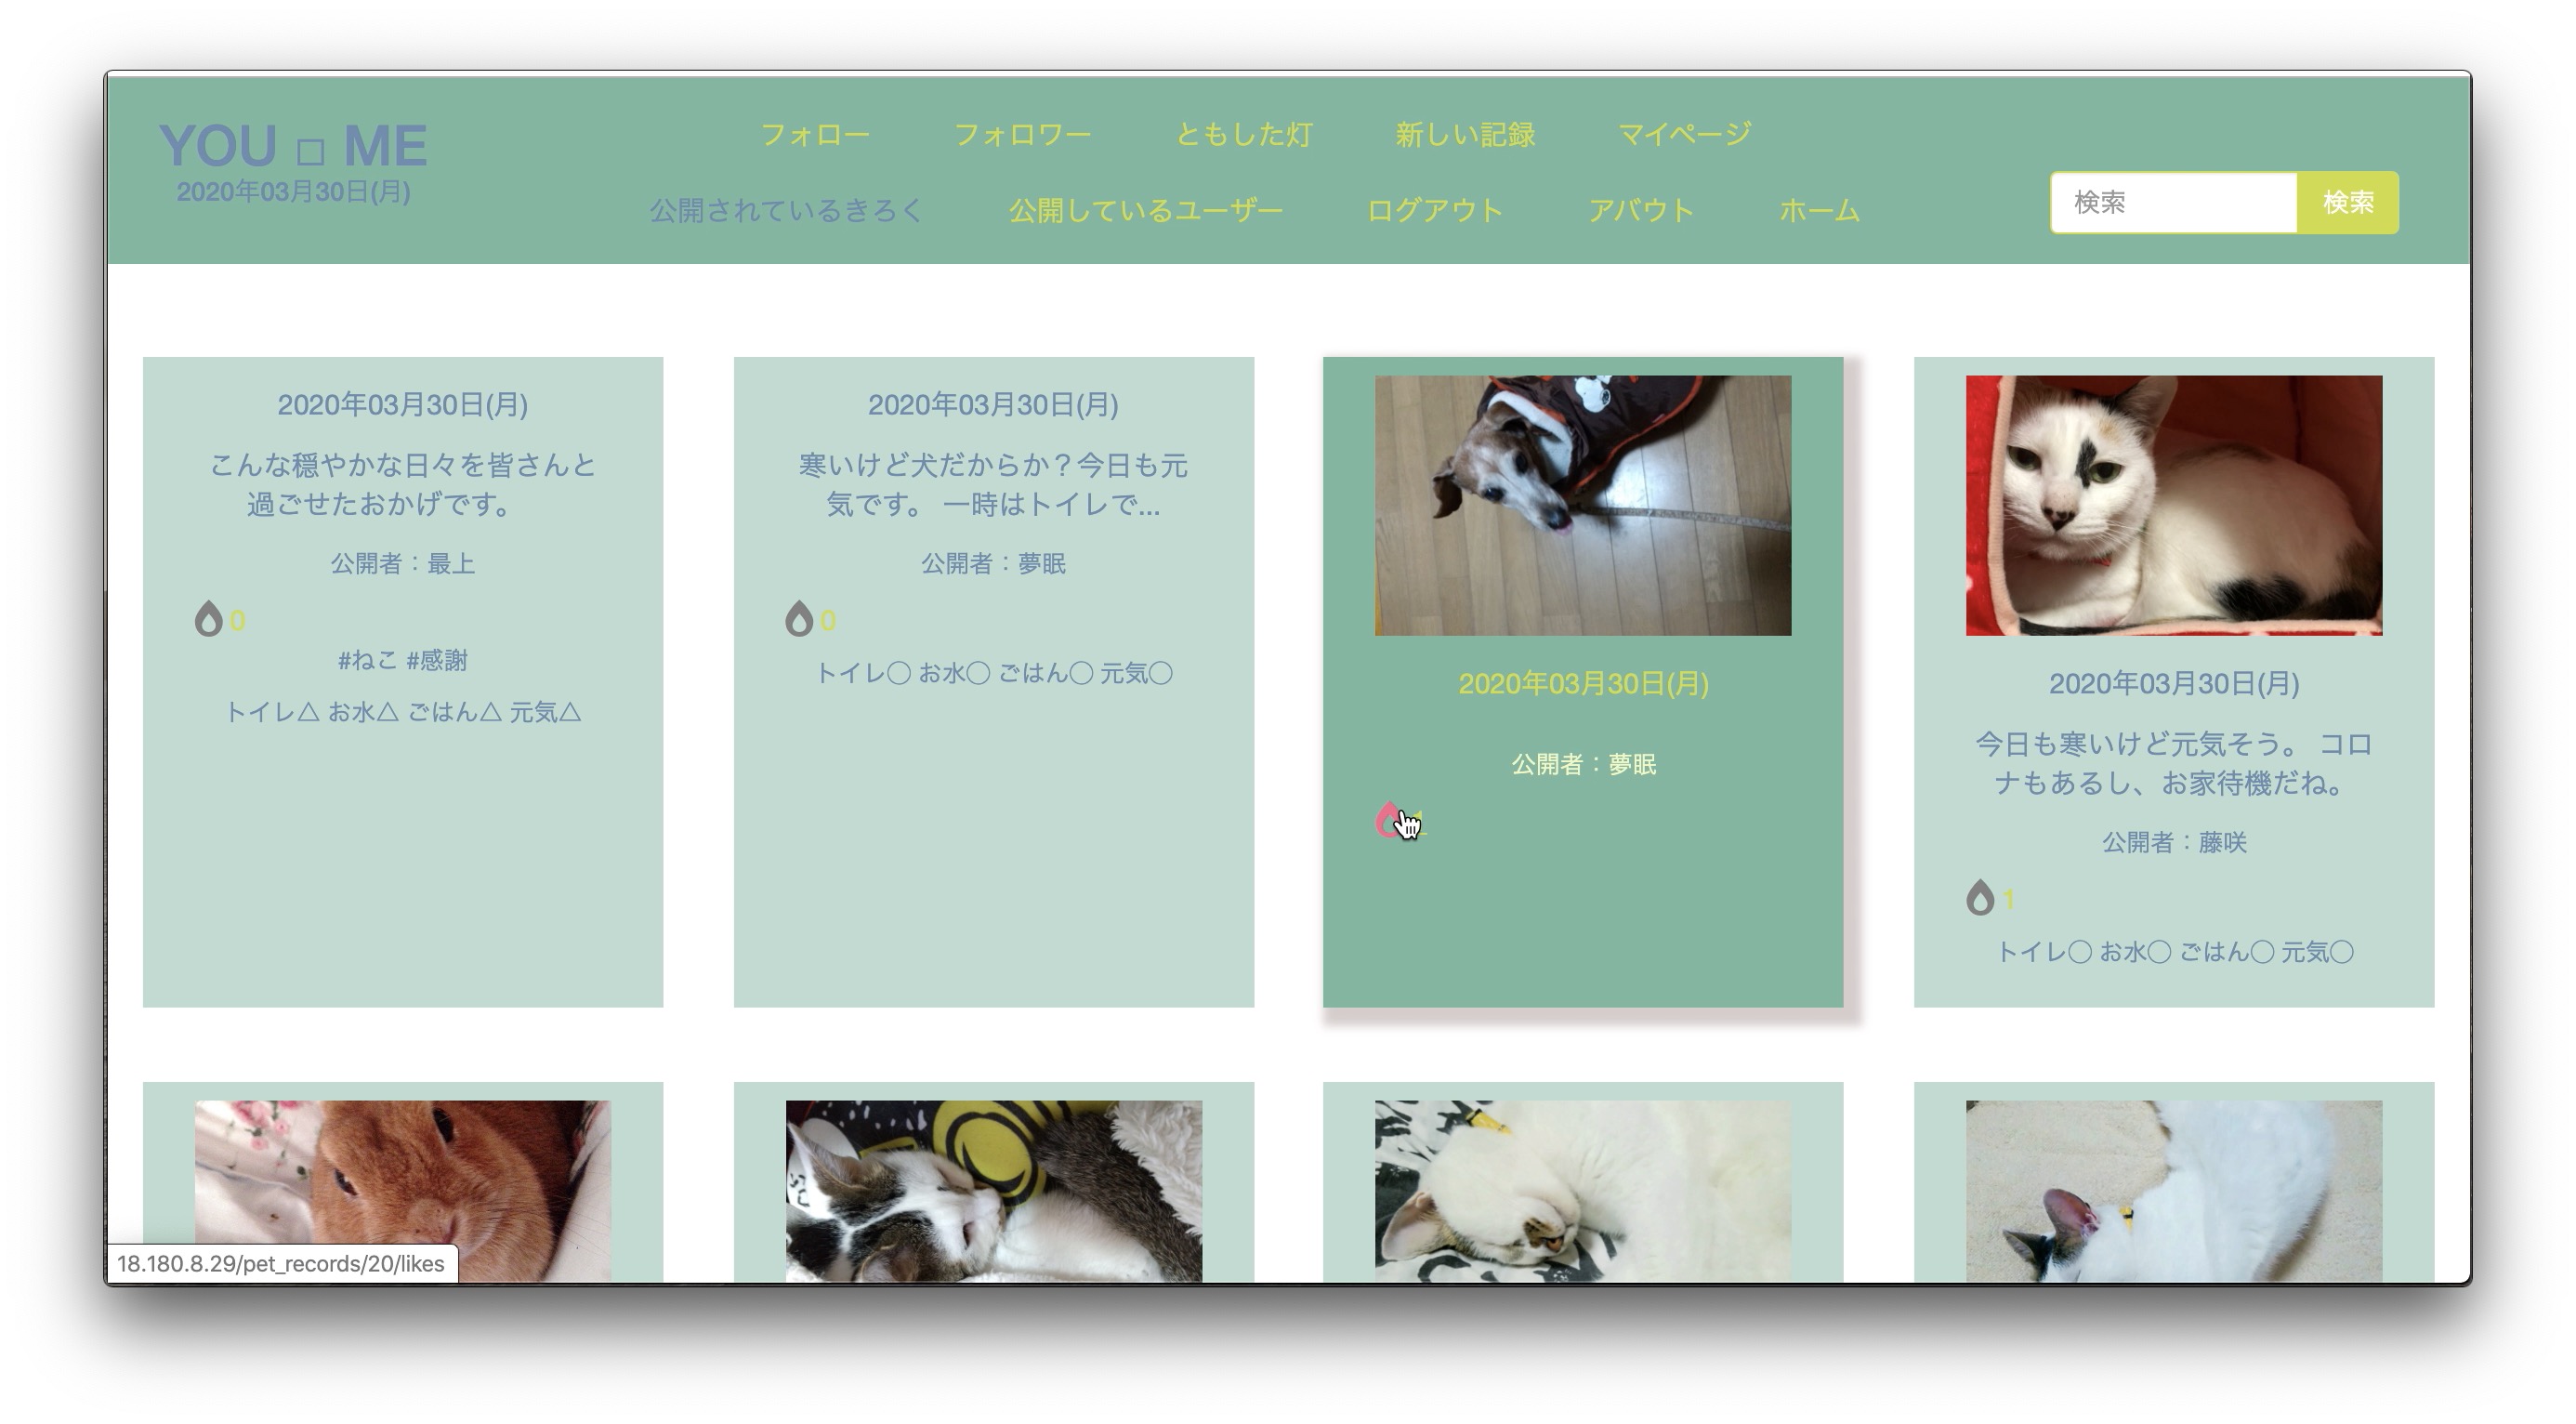 YOU □ ME
2020年03月30日(月)
フォロー フォロワー ともした灯 新しい記録 マイページ
公開されているきろく 公開しているユーザー ログアウト アバウト ホーム
検索 検索
2020年03月30日(月)
こんな穏やかな日々を皆さんと
過ごせたおかげです。
公開者：最上
0
#ねこ #感謝
トイレ△ お水△ ごはん△ 元気△
2020年03月30日(月)
寒いけど犬だからか？今日も元
気です。 一時はトイレで...
公開者：夢眠
0
トイレ◯ お水◯ ごはん◯ 元気◯
2020年03月30日(月)
公開者：夢眠
2020年03月30日(月)
今日も寒いけど元気そう。 コロ
ナもあるし、お家待機だね。
公開者：藤咲
1
トイレ◯ お水◯ ごはん◯ 元気◯
18.180.8.29/pet_records/20/likes